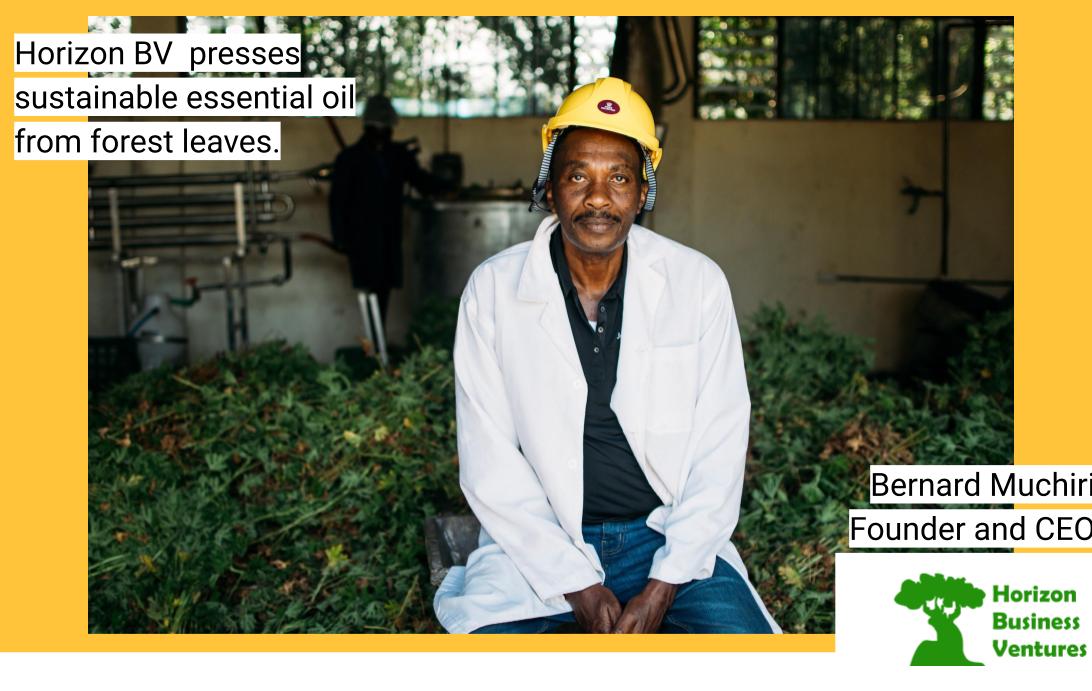 Horizon BV  presses
sustainable essential oil
from forest leaves.
Bernard Muchiri
Founder and CEO
Horizon
Business
Ventures